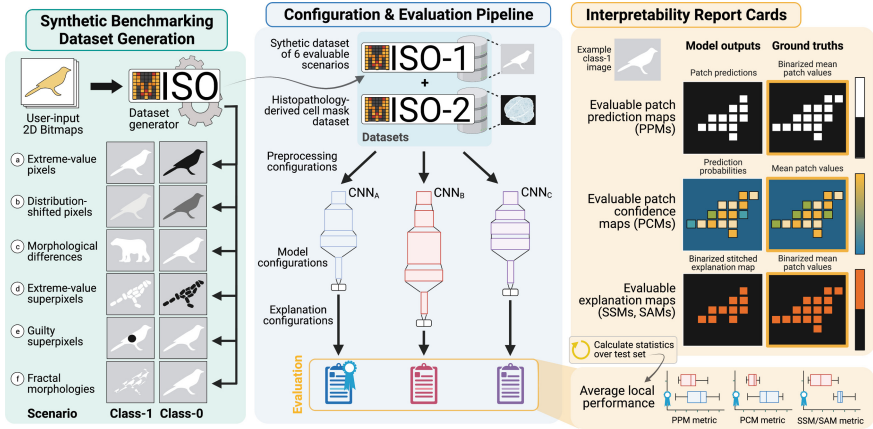 Synthetic Benchmarking
Dataset Generation
User-input
2D Bitmaps
MISO
Dataset
generator
a Extreme-value
pixels
b Distribution-
shifted pixels
c Morphological
differences
d Extreme-value
superpixels
e Guilty
superpixels
f Fractal
morphologies
Scenario Class-1 Class-0
Configuration & Evaluation Pipeline
Sythetic dataset
of 6 evaluable
scenarios
MISO-1
+
Histopathology-
derived cell mask
dataset
MISO-2
Datasets
Preprocessing
configurations
CNNA
CNNB
CNNC
Model
configurations
Explanation
configurations
Evaluation
Interpretability Report Cards
Example
class-1
image
Model outputs Ground truths
Patch predictions
Binarized mean
patch values
Evaluable patch
prediction maps
(PPMs)
Prediction
probabilities
Mean patch values
Evaluable patch
confidence
maps (PCMs)
Binarized stitched
explanation map
Binarized mean
patch values
Evaluable
explanation maps
(SSMs, SAMs)
Calculate statistics
over test set
Average local
performance
PPM metric
PCM metric
SSM/SAM metric